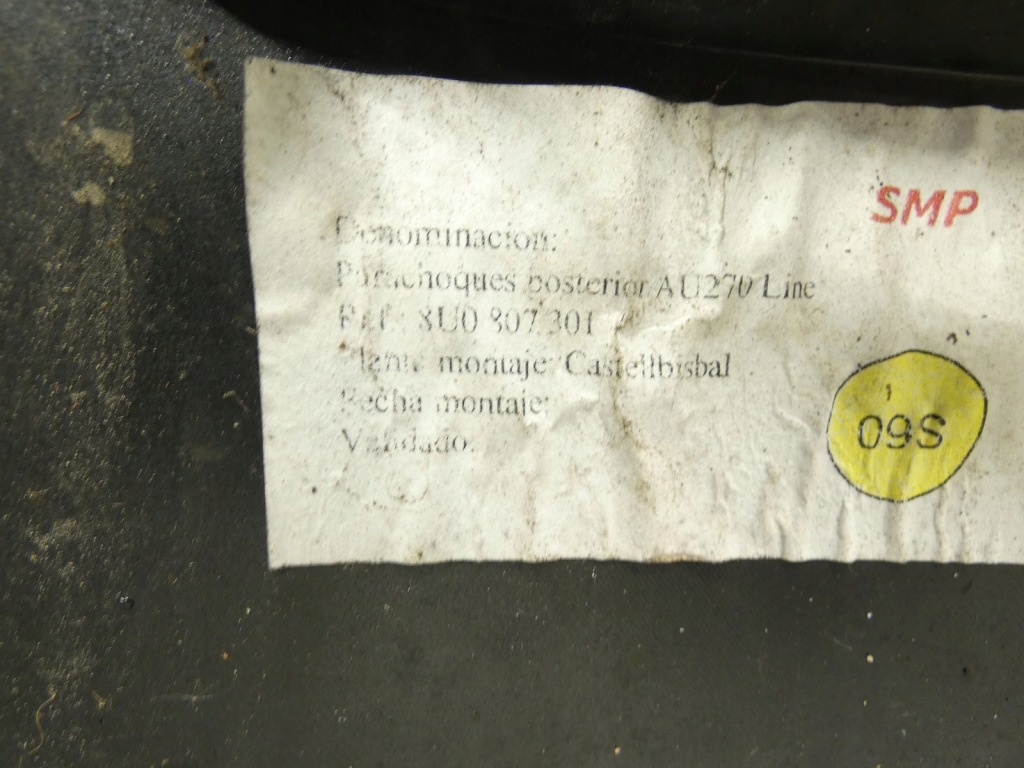 SMP
Denominacion:
Parachoques posterior AU270 Line
Ref.: 8U0 807 301
Planta montaje: Castellbisbal
Fecha montaje:
Validado:
09S